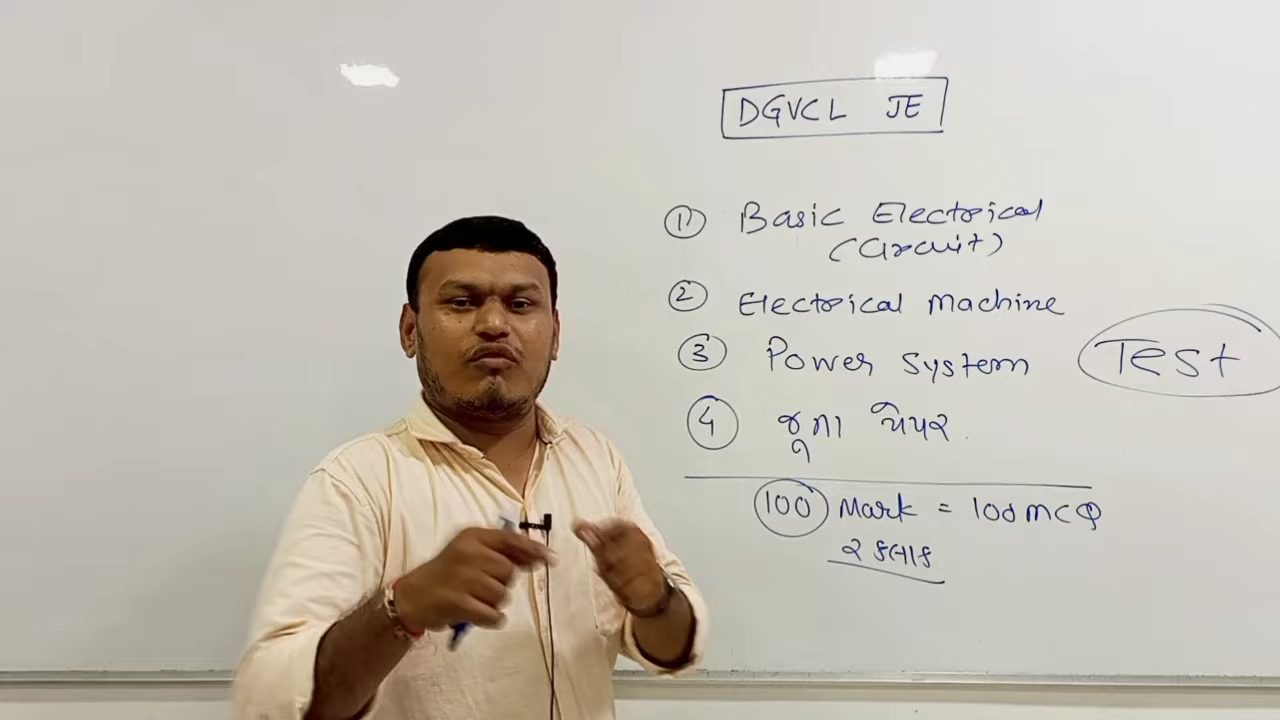 DGVCL JE
① Basic Electrical
(Circuit)
② Electrical Machine
③ Power System
Test
④ જૂના પેપર
100 Mark = 100 MCQ
૨ કલાક